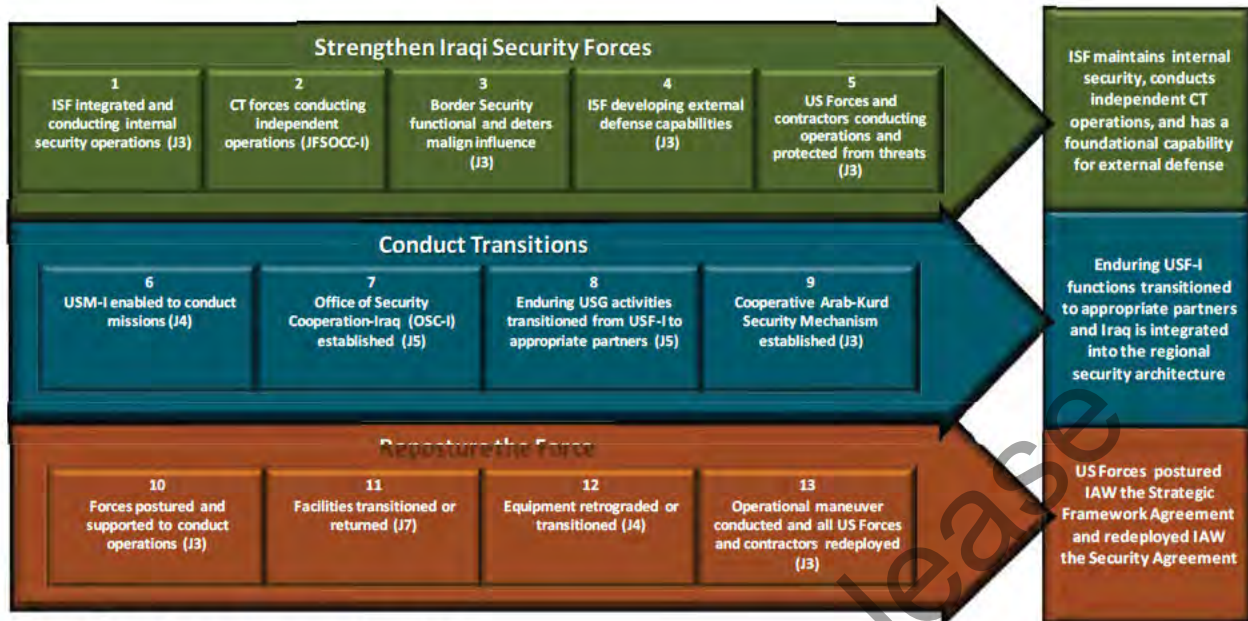 Strengthen Iraqi Security Forces
1
ISF integrated and
conducting internal
security operations (J3)
2
CT forces conducting
independent
operations (JFSOCC-I)
3
Border Security
functional and deters
malign influence
(J3)
4
ISF developing external
defense capabilities
(J3)
5
US Forces and
contractors conducting
operations and
protected from threats
(J3)
ISF maintains internal
security, conducts
independent CT
operations, and has a
foundational capability
for external defense
Conduct Transitions
6
USM-I enabled to conduct
missions (J4)
7
Office of Security
Cooperation-Iraq (OSC-I)
established (J5)
8
Enduring USG activities
transitioned from USF-I to
appropriate partners (J5)
9
Cooperative Arab-Kurd
Security Mechanism
established (J3)
Enduring USF-I
functions transitioned
to appropriate partners
and Iraq is integrated
into the regional
security architecture
Reposture the Force
10
Forces postured and
supported to conduct
operations (J3)
11
Facilities transitioned or
returned (J7)
12
Equipment retrograded or
transitioned (J4)
13
Operational maneuver
conducted and all US Forces
and contractors redeployed
(J3)
US Forces postured
IAW the Strategic
Framework Agreement
and redeployed IAW
the Security Agreement